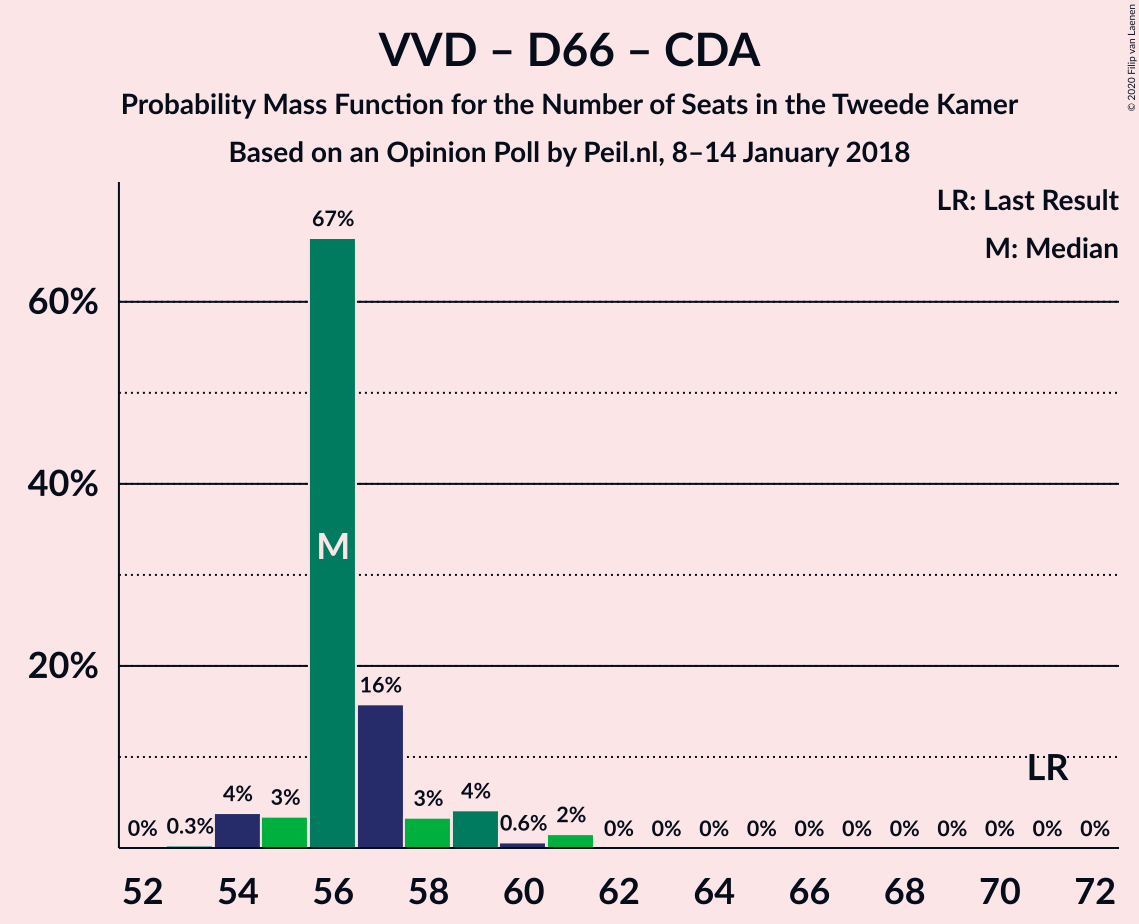 VVD – D66 – CDA
Probability Mass Function for the Number of Seats in the Tweede Kamer
Based on an Opinion Poll by Peil.nl, 8–14 January 2018
© 2020 Filip van Laenen
LR: Last Result
M: Median
60%
40%
20%
0% 0.3% 4% 3% 67% 16% 3% 4% 0.6% 2% 0% 0% 0% 0% 0% 0% 0% 0% 0% 0% 0%
M
LR
52 54 56 58 60 62 64 66 68 70 72